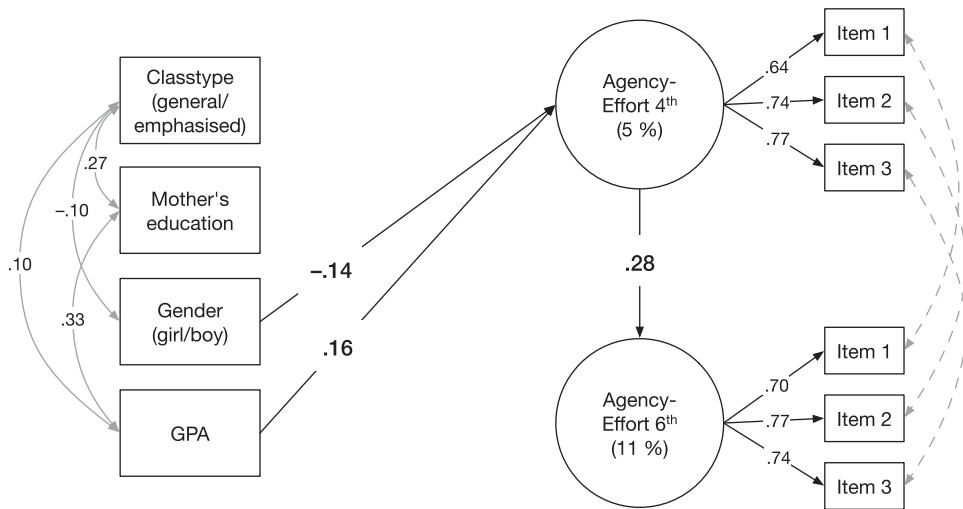 Classtype
(general/
emphasised)
Mother's
education
Gender
(girl/boy)
GPA
.27
–.10
.10
.33
–.14
.16
Agency-
Effort 4th
(5 %)
.64
.74
.77
Item 1
Item 2
Item 3
.28
Agency-
Effort 6th
(11 %)
.70
.77
.74
Item 1
Item 2
Item 3